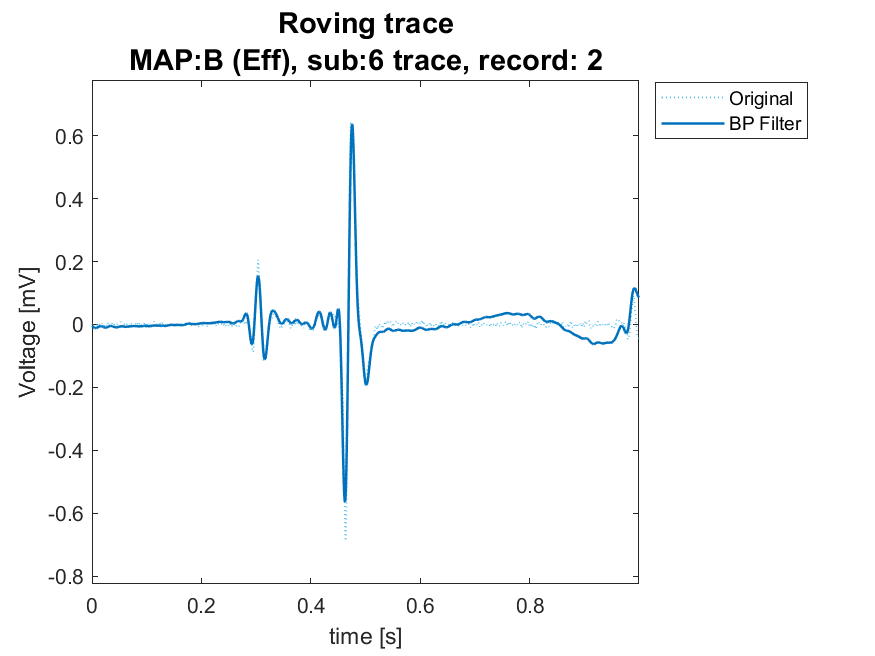 Roving trace
MAP:B (Eff), sub:6 trace, record: 2
Original
BP Filter
0.6
0.4
0.2
0
-0.2
-0.4
-0.6
-0.8
Voltage [mV]
0 0.2 0.4 0.6 0.8
time [s]